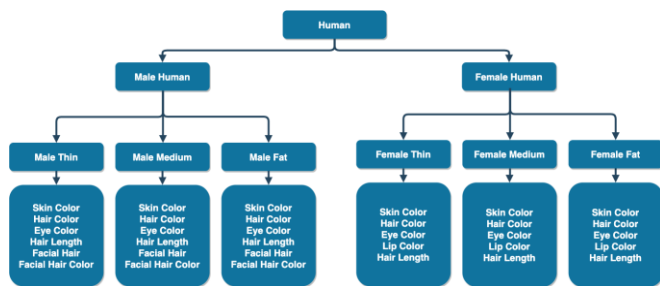 Human
Male Human
Female Human
Male Thin
Male Medium
Male Fat
Female Thin
Female Medium
Female Fat
Skin Color
Hair Color
Eye Color
Hair Length
Facial Hair
Facial Hair Color
Skin Color
Hair Color
Eye Color
Hair Length
Facial Hair
Facial Hair Color
Skin Color
Hair Color
Eye Color
Hair Length
Facial Hair
Facial Hair Color
Skin Color
Hair Color
Eye Color
Lip Color
Hair Length
Skin Color
Hair Color
Eye Color
Lip Color
Hair Length
Skin Color
Hair Color
Eye Color
Lip Color
Hair Length